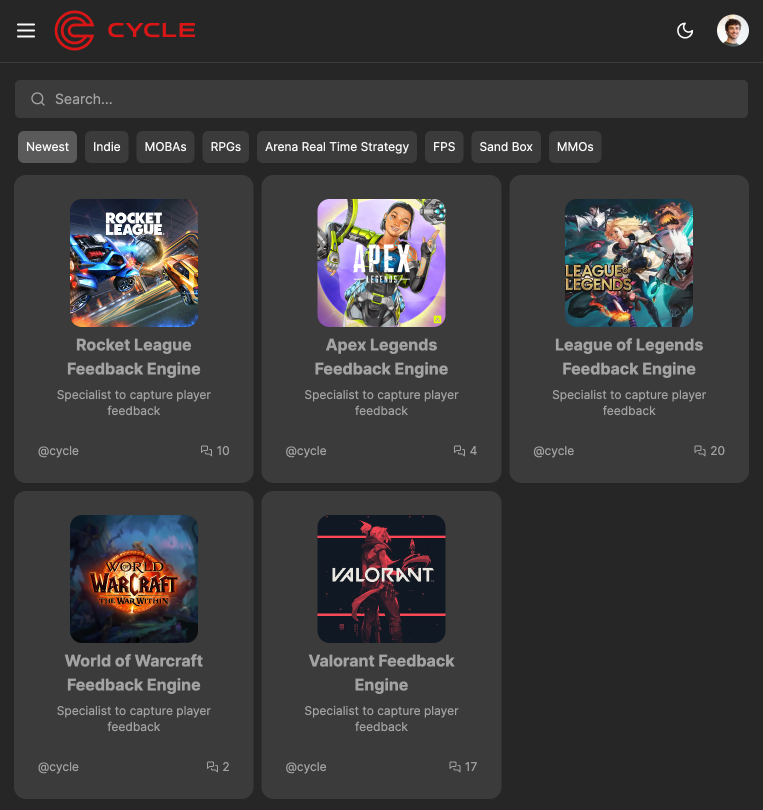 CYCLE
Search...
Newest
Indie
MOBAs
RPGs
Arena Real Time Strategy
FPS
Sand Box
MMOs
ROCKET
LEAGUE
Rocket League
Feedback Engine
Specialist to capture player
feedback
@cycle
10
APEX
LEGENDS
Apex Legends
Feedback Engine
Specialist to capture player
feedback
@cycle
4
LEAGUE OF
LEGENDS
League of Legends
Feedback Engine
Specialist to capture player
feedback
@cycle
20
WORLD
WARCRAFT
THE WAR WITHIN
World of Warcraft
Feedback Engine
Specialist to capture player
feedback
@cycle
2
VALORANT
Valorant Feedback
Engine
Specialist to capture player
feedback
@cycle
17